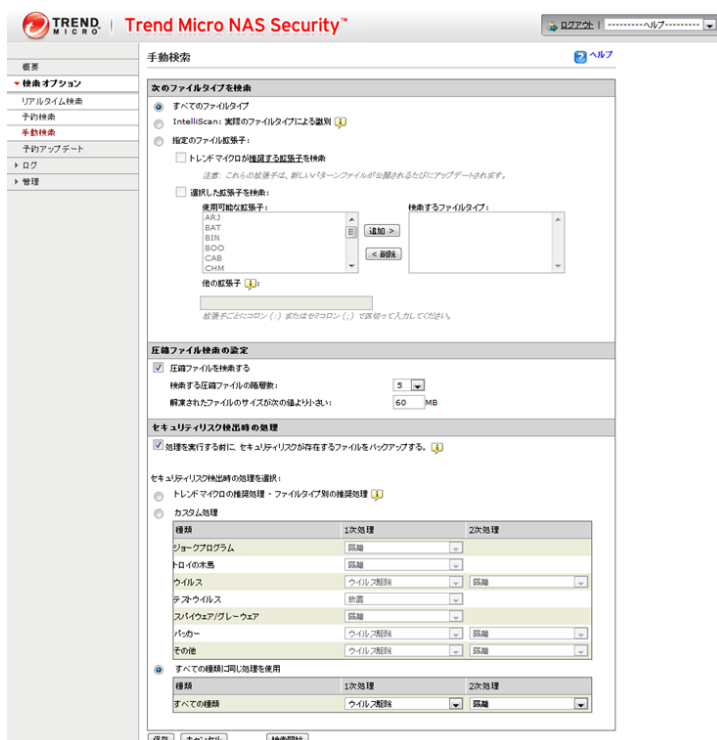 TREND MICRO
Trend Micro NAS Security™
ログアウト | ----------ヘルプ----------
概要
検索オプション
リアルタイム検索
予約検索
手動検索
予約アップデート
ログ
管理
手動検索
ヘルプ
次のファイルタイプを検索
すべてのファイルタイプ
IntelliScan: 実際のファイルタイプによる識別
指定のファイル拡張子:
トレンドマイクロが推奨する拡張子を検索
注意: これらの拡張子は、新しいパターンファイルが公開されるたびにアップデートされます。
選択した拡張子を検索:
使用可能な拡張子: 検索するファイルタイプ:
ARJ
BAT
BIN
BOO
CAB
CHM
追加 >
< 削除
他の拡張子 :
拡張子ごとにコロン (:) またはセミコロン (;) で区切って入力してください。
圧縮ファイル検索の設定
圧縮ファイルを検索する
検索する圧縮ファイルの階層数: 5
解凍されたファイルのサイズが次の値より小さい: 60 MB
セキュリティリスク検出時の処理
処理を実行する前に、セキュリティリスクが存在するファイルをバックアップする。
セキュリティリスク検出時の処理を選択:
トレンドマイクロの推奨処理 - ファイルタイプ別の推奨処理
カスタム処理
種類 1次処理 2次処理
ジョークプログラム 隔離
トロイの木馬 隔離
ウイルス ウイルス駆除 隔離
テストウイルス 放置
スパイウェア/グレーウェア 隔離
パッカー ウイルス駆除 隔離
その他 ウイルス駆除 隔離
すべての種類に同じ処理を使用
種類 1次処理 2次処理
すべての種類 ウイルス駆除 隔離
保存 キャンセル 検索開始